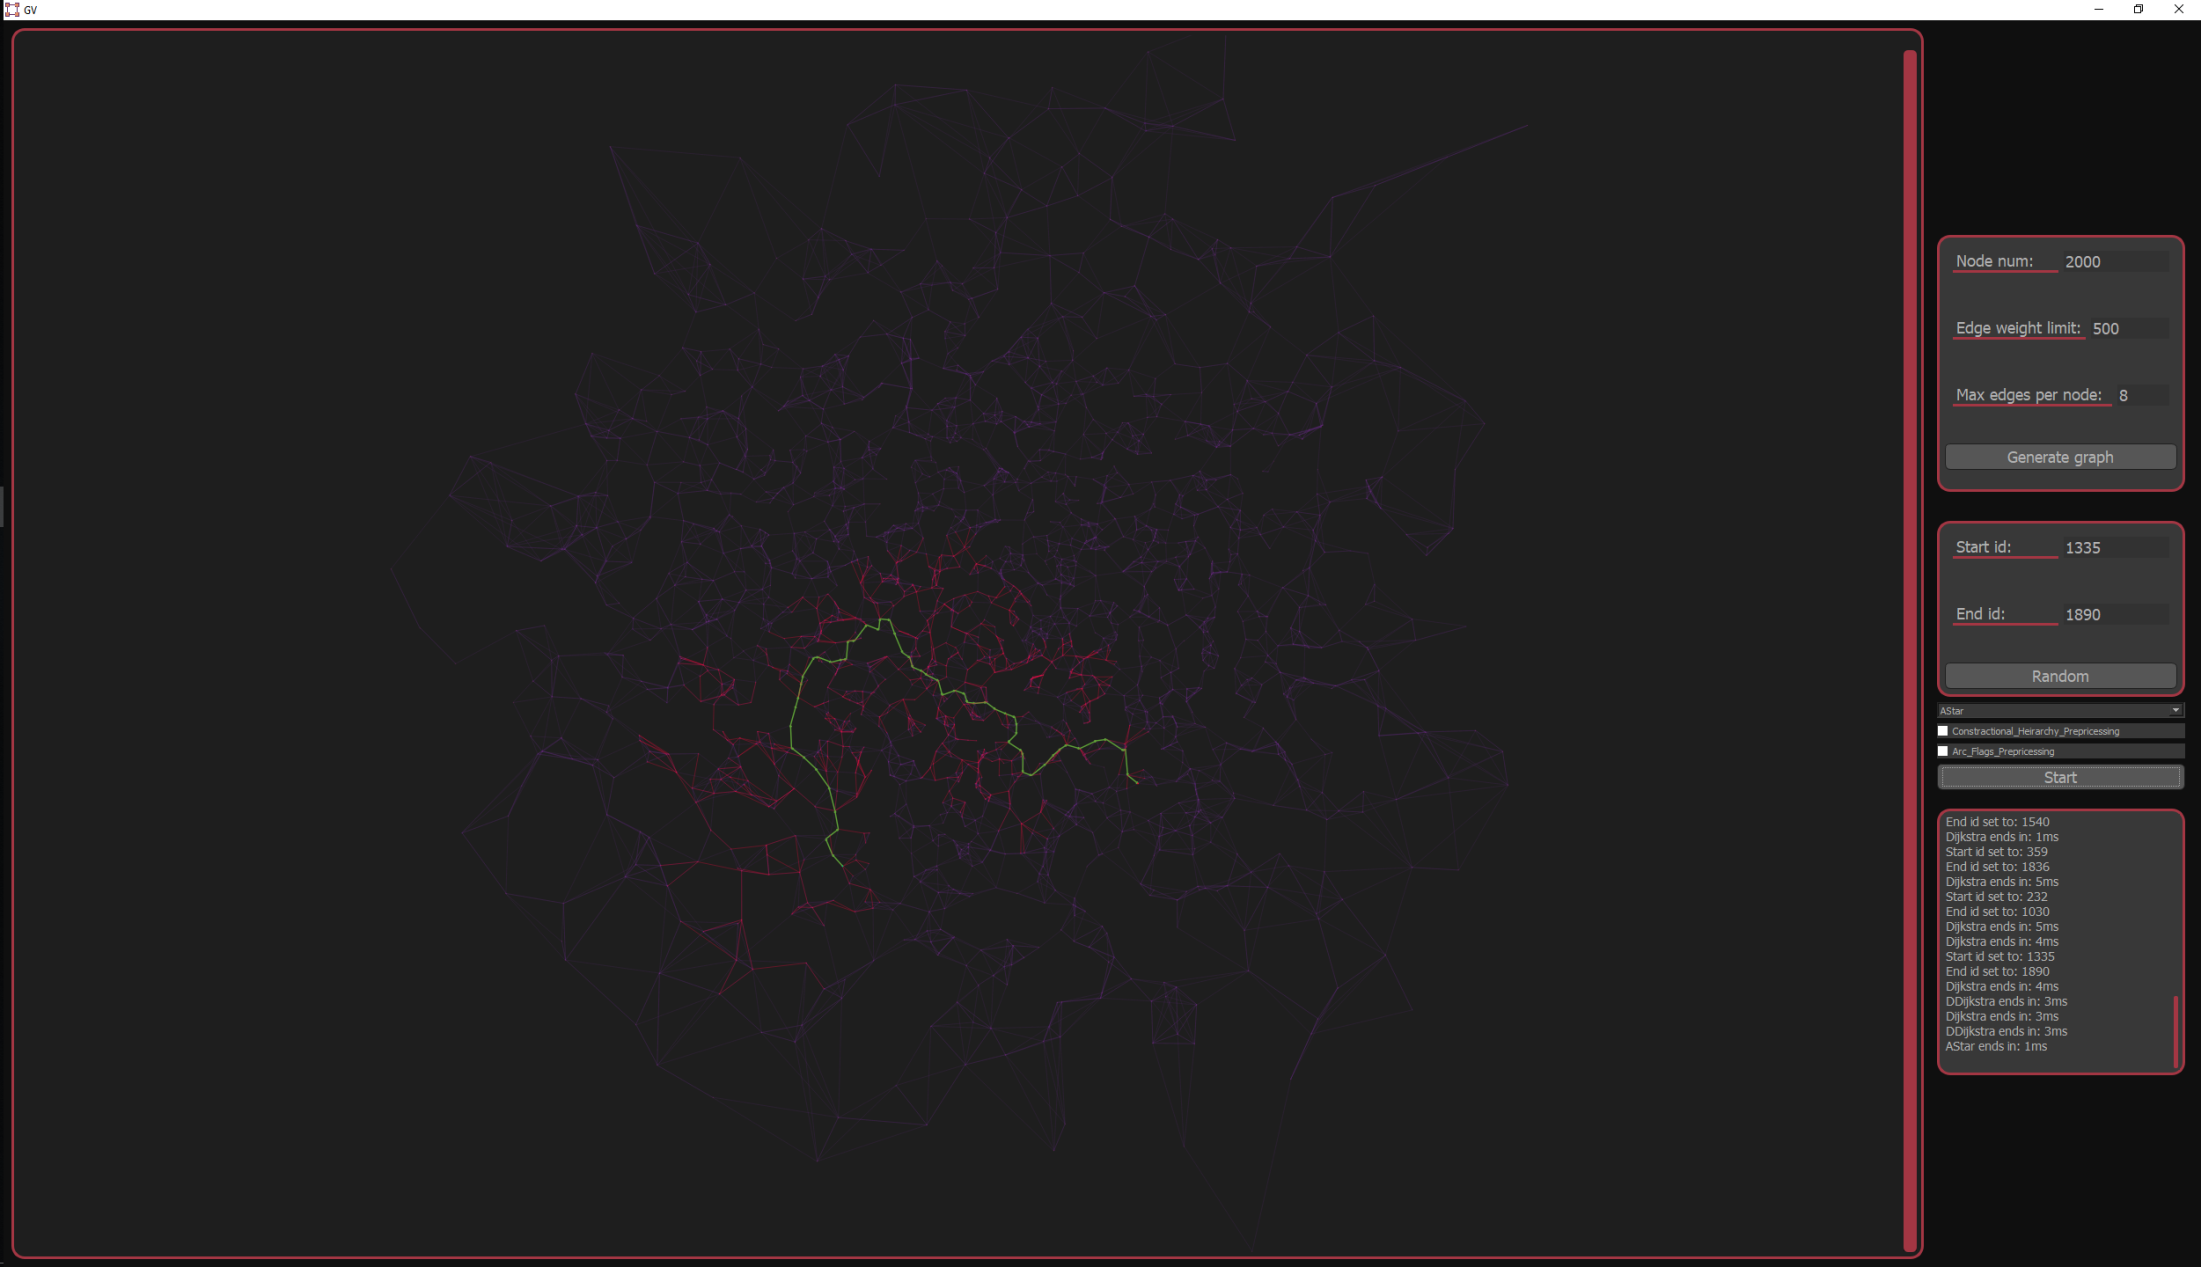 GV
Node num: 2000
Edge weight limit: 500
Max edges per node: 8
Generate graph
Start id: 1335
End id: 1890
Random
AStar
Constractional_Heirarchy_Prepricessing
Arc_Flags_Prepricessing
Start
End id set to: 1540
Dijkstra ends in: 1ms
Start id set to: 359
End id set to: 1836
Dijkstra ends in: 5ms
Start id set to: 232
End id set to: 1030
Dijkstra ends in: 5ms
Dijkstra ends in: 4ms
Start id set to: 1335
End id set to: 1890
Dijkstra ends in: 4ms
DDijkstra ends in: 3ms
Dijkstra ends in: 3ms
DDijkstra ends in: 3ms
AStar ends in: 1ms